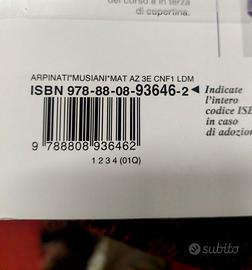 del corso e in terza
di copertina.
ARPINATI*MUSIANI*MAT AZ 3E CNF1 LDM
ISBN 978-88-08-93646-2
Indicate
l'intero
codice ISB
in caso
di adozion
9 788808 936462
1 2 3 4 (01Q)
subito